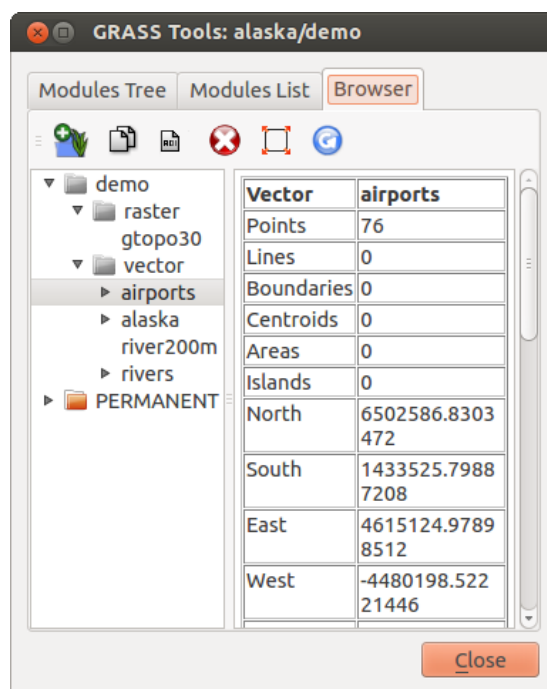 GRASS Tools: alaska/demo
Modules Tree
Modules List
Browser
demo
raster
gtopo30
vector
airports
alaska
river200m
rivers
PERMANENT
Vector airports
Points 76
Lines 0
Boundaries 0
Centroids 0
Areas 0
Islands 0
North 6502586.8303
472
South 1433525.7988
7208
East 4615124.9789
8512
West -4480198.522
21446
Close